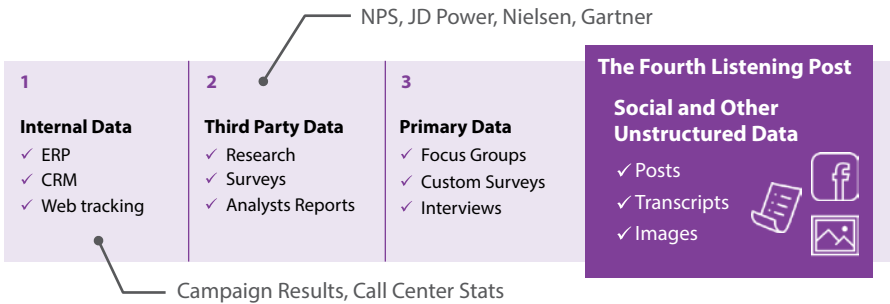 NPS, JD Power, Nielsen, Gartner
1
Internal Data
✓ ERP
✓ CRM
✓ Web tracking
2
Third Party Data
✓ Research
✓ Surveys
✓ Analysts Reports
3
Primary Data
✓ Focus Groups
✓ Custom Surveys
✓ Interviews
The Fourth Listening Post
Social and Other
Unstructured Data
✓ Posts
✓ Transcripts
✓ Images
Campaign Results, Call Center Stats